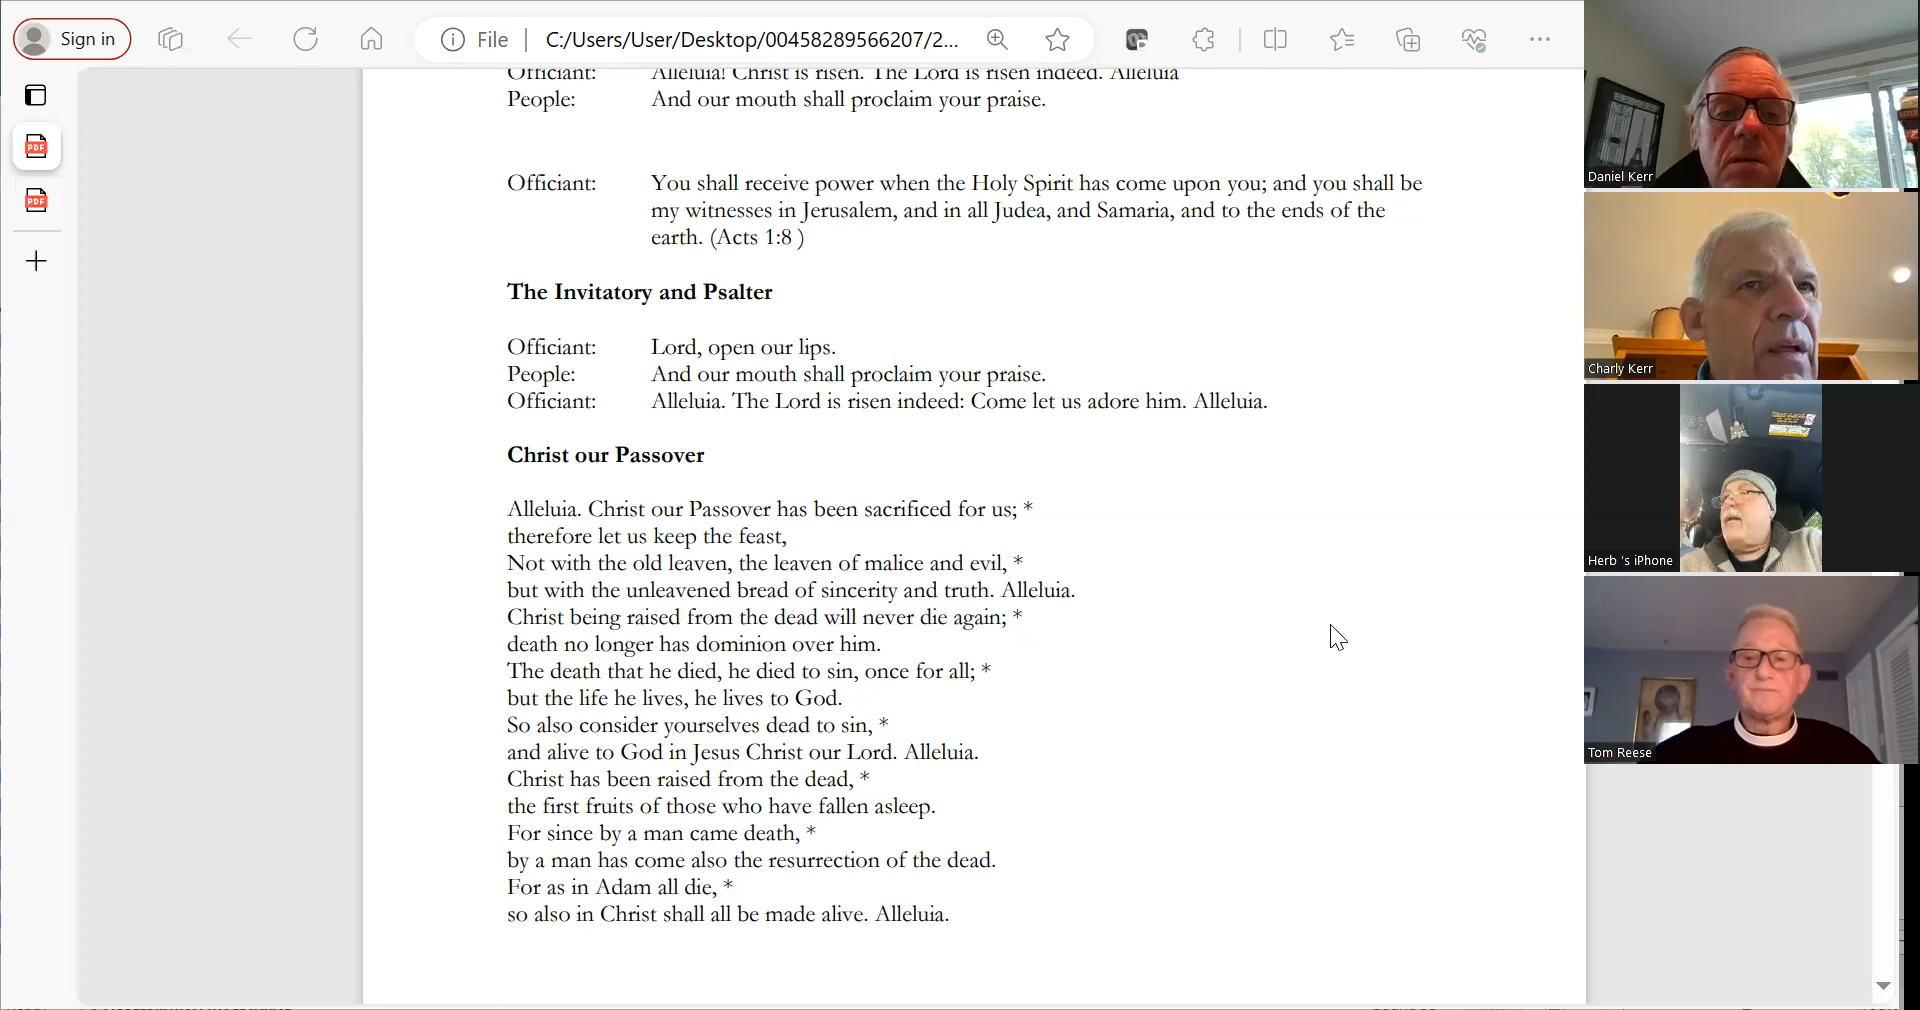 Sign in
File
C:/Users/User/Desktop/00458289566207/2...
Officiant: Alleluia! Christ is risen. The Lord is risen indeed. Alleluia
People: And our mouth shall proclaim your praise.
Officiant: You shall receive power when the Holy Spirit has come upon you; and you shall be
my witnesses in Jerusalem, and in all Judea, and Samaria, and to the ends of the
earth. (Acts 1:8 )
The Invitatory and Psalter
Officiant: Lord, open our lips.
People: And our mouth shall proclaim your praise.
Officiant: Alleluia. The Lord is risen indeed: Come let us adore him. Alleluia.
Christ our Passover
Alleluia. Christ our Passover has been sacrificed for us; *
therefore let us keep the feast,
Not with the old leaven, the leaven of malice and evil, *
but with the unleavened bread of sincerity and truth. Alleluia.
Christ being raised from the dead will never die again; *
death no longer has dominion over him.
The death that he died, he died to sin, once for all; *
but the life he lives, he lives to God.
So also consider yourselves dead to sin, *
and alive to God in Jesus Christ our Lord. Alleluia.
Christ has been raised from the dead, *
the first fruits of those who have fallen asleep.
For since by a man came death, *
by a man has come also the resurrection of the dead.
For as in Adam all die, *
so also in Christ shall all be made alive. Alleluia.
PDF
PDF
Daniel Kerr
Charly Kerr
Herb 's iPhone
Tom Reese